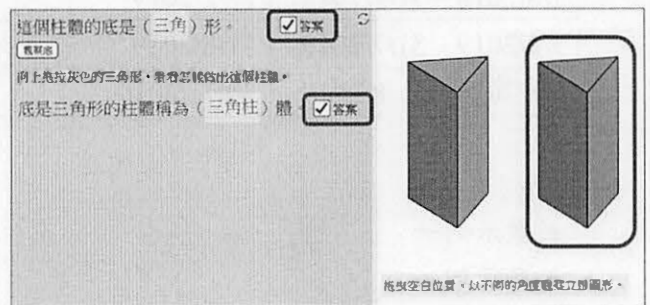 這個柱體的底是（三角）形。
答案
觀察底
向上拖拉灰色的三角形，看看怎樣做出這個柱體。
底是三角形的柱體稱為（三角柱）體
答案
拖曳空白位置，以不同的角度觀看立體圖形。